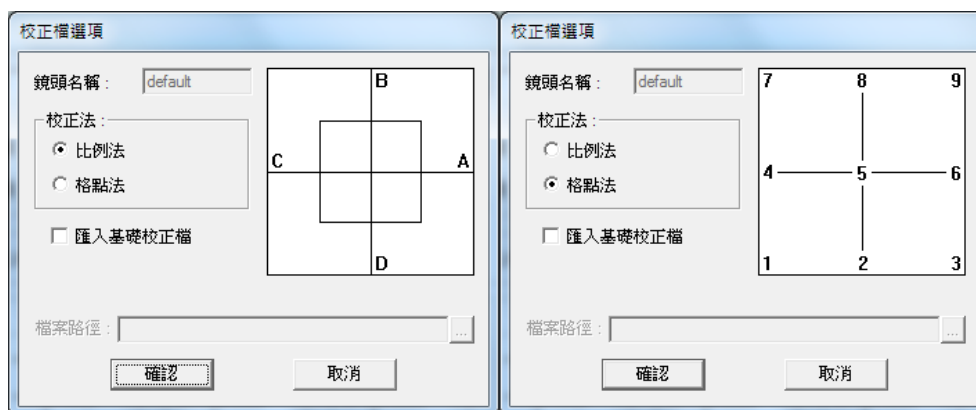 校正檔選項
鏡頭名稱： default
校正法：
比例法
格點法
匯入基礎校正檔
B
C A
D
檔案路徑： ...
確認 取消
校正檔選項
鏡頭名稱： default
校正法：
比例法
格點法
匯入基礎校正檔
7 8 9
4 5 6
1 2 3
檔案路徑： ...
確認 取消